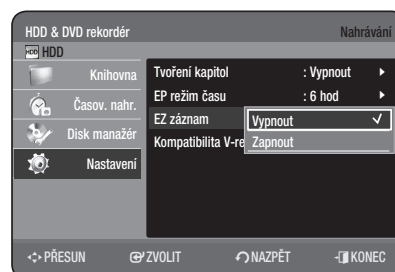 HDD & DVD rekordér Nahrávání
HDD HDD
Knihovna
Časov. nahr.
Disk manažér
Nastavení
Tvoření kapitol : Vypnout
EP režim času : 6 hod
EZ záznam
Kompatibilita V-re
Vypnout
Zapnout
PŘESUN ZVOLIT NAZPĚT KONEC